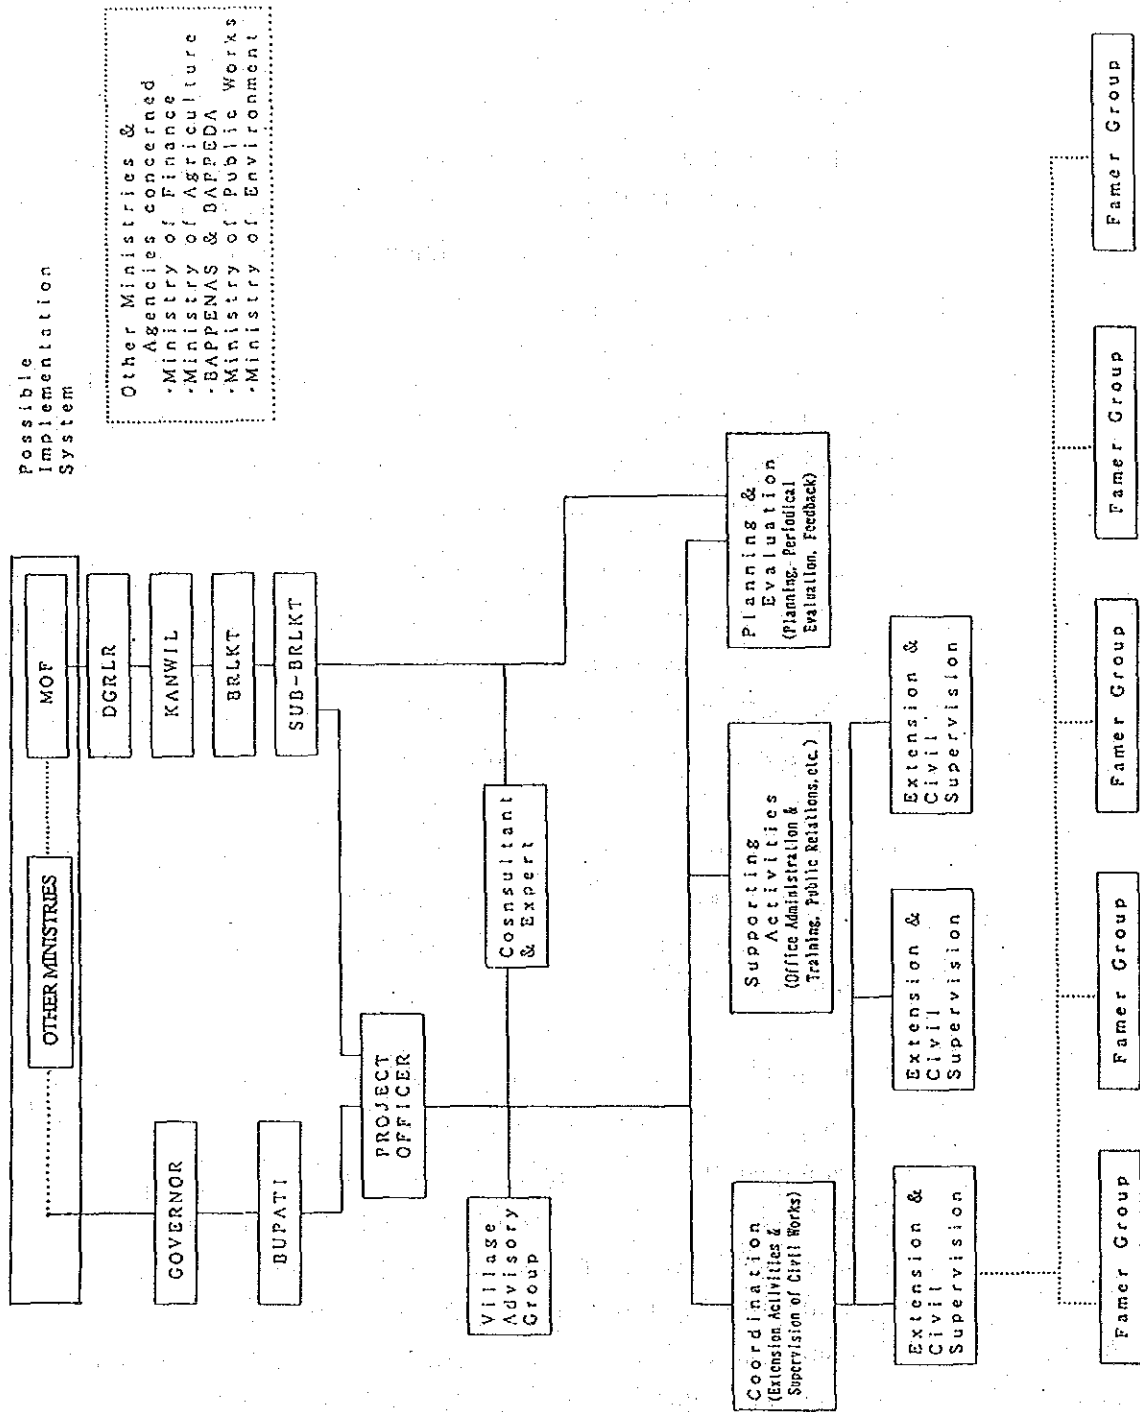 Possible
Implementation
System
Other Ministries &
Agencies concerned
·Ministry of Finance
·Ministry of Agriculture
·BAPPENAS & BAPPEDA
·Ministry of Public Works
·Ministry of Environment
OTHER MINISTRIES
MOF
DGRLR
GOVERNOR
KANWIL
BRLKT
BUPATI
SUB-BRLKT
PROJECT
OFFICER
Village
Advisory
Group
Cosnsultant
& Expert
Coordination
(Extension Activities &
Supervision of Civil Works)
Supporting
Activities
(Office Administration &
Training, Public Relations, etc.)
Planning &
Evaluation
(Planning, Periodical
Evaluation, Feedback)
Extension &
Civil
Supervision
Extension &
Civil
Supervision
Extension &
Civil
Supervision
Famer Group
Famer Group
Famer Group
Famer Group
Famer Group